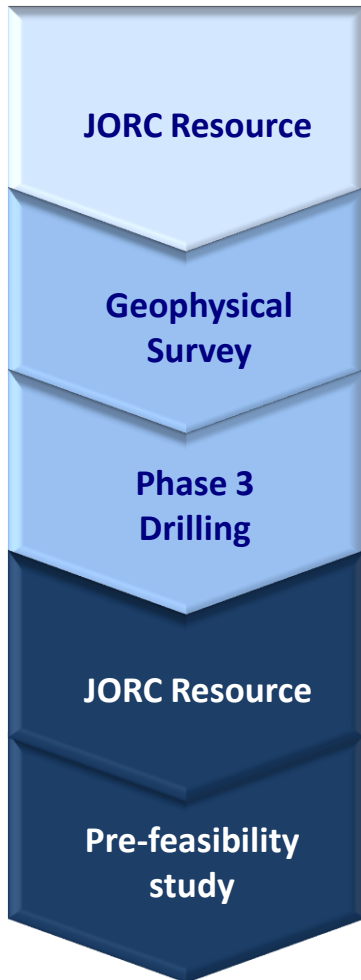 JORC Resource
Geophysical
Survey
Phase 3
Drilling
JORC Resource
Pre-feasibility
study